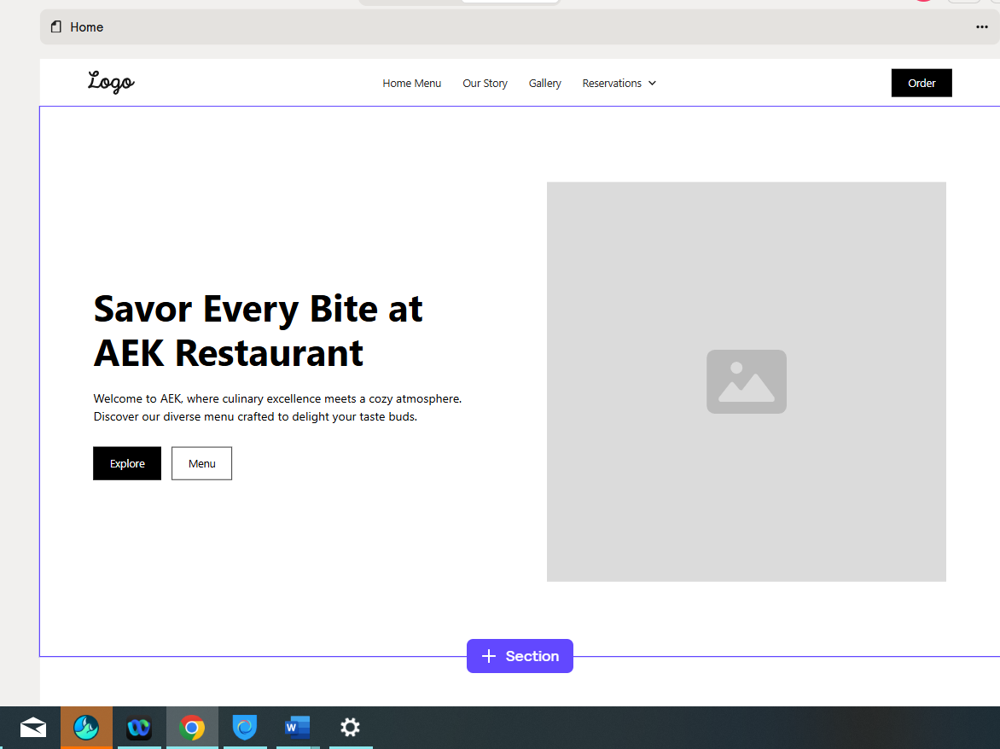 Home
Logo
Home Menu
Our Story
Gallery
Reservations
Order
Savor Every Bite at
AEK Restaurant
Welcome to AEK, where culinary excellence meets a cozy atmosphere.
Discover our diverse menu crafted to delight your taste buds.
Explore
Menu
Section
W